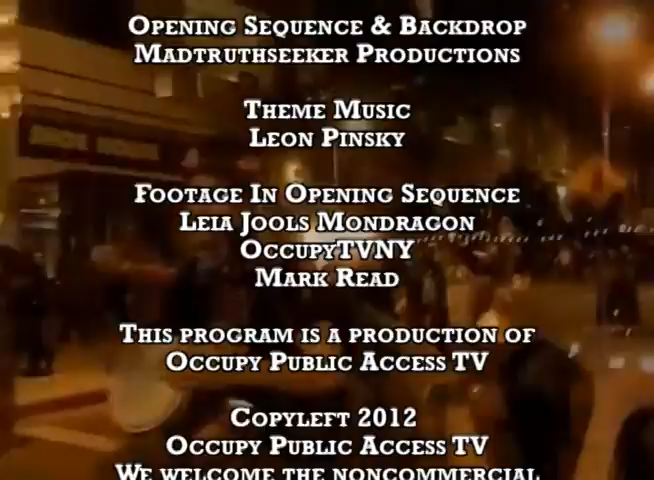 Opening Sequence & Backdrop
Madtruthseeker Productions
Theme Music
Leon Pinsky
Footage In Opening Sequence
Leia Jools Mondragon
OccupyTVNY
Mark Read
This program is a production of
Occupy Public Access TV
Copyleft 2012
Occupy Public Access TV
We welcome the noncommercial